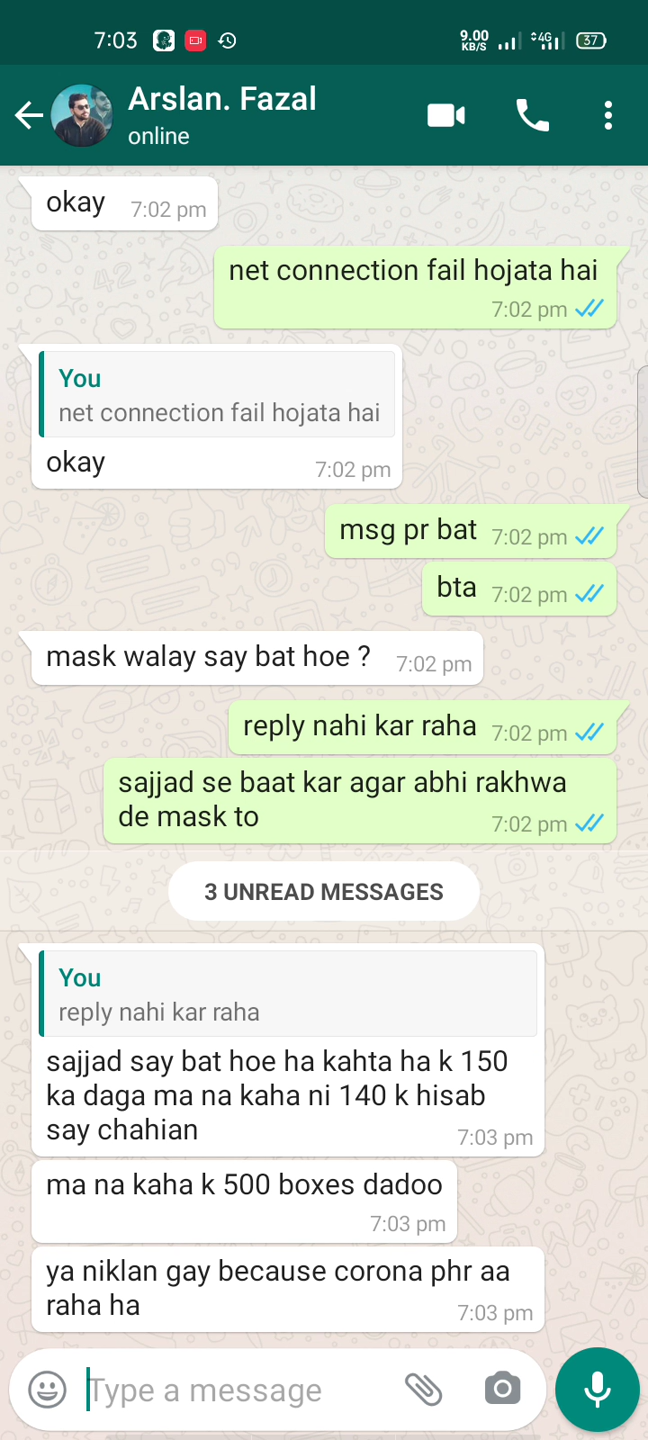 7:03
9.00
KB/S
4G
37
Arslan. Fazal
online
okay 7:02 pm
net connection fail hojata hai
7:02 pm
You
net connection fail hojata hai
okay 7:02 pm
msg pr bat 7:02 pm
bta 7:02 pm
mask walay say bat hoe ? 7:02 pm
reply nahi kar raha 7:02 pm
sajjad se baat kar agar abhi rakhwa
de mask to 7:02 pm
3 UNREAD MESSAGES
You
reply nahi kar raha
sajjad say bat hoe ha kahta ha k 150
ka daga ma na kaha ni 140 k hisab
say chahian 7:03 pm
ma na kaha k 500 boxes dadoo
7:03 pm
ya niklan gay because corona phr aa
raha ha 7:03 pm
Type a message